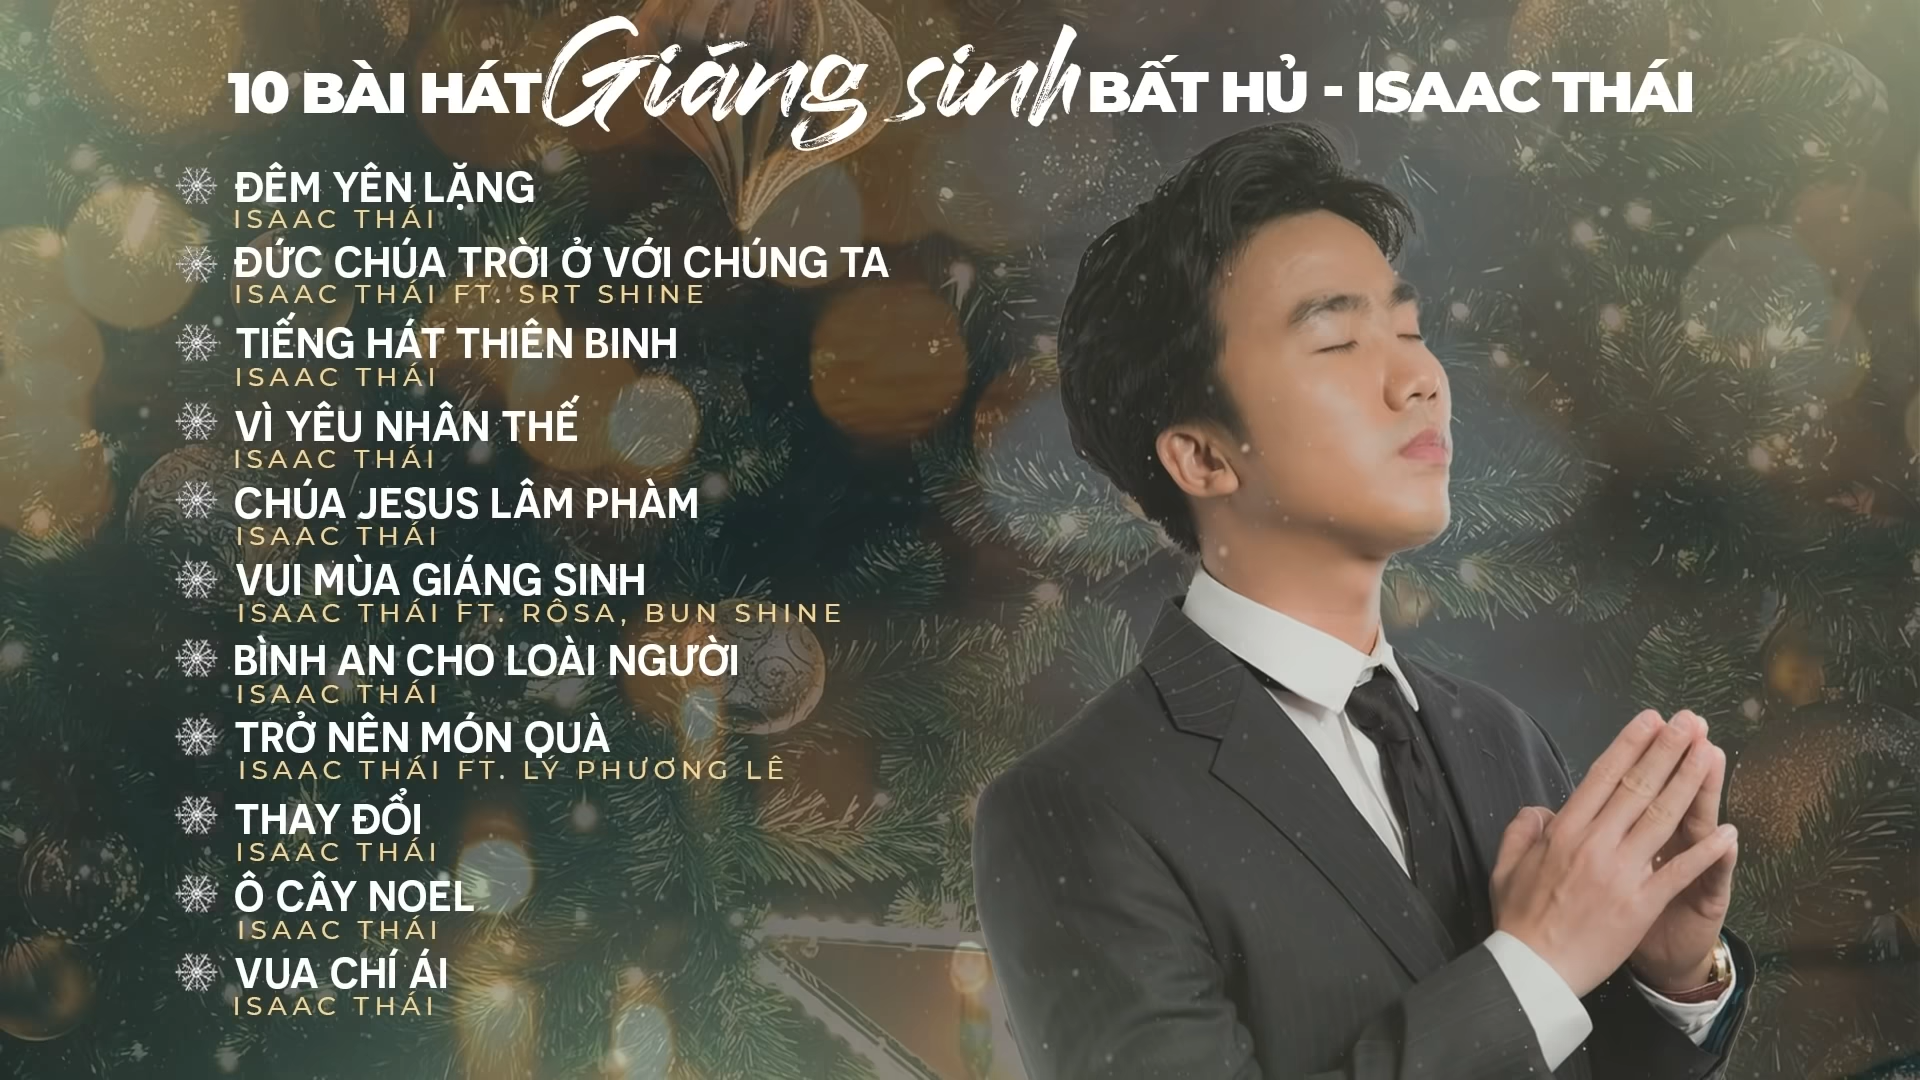 10 BÀI HÁT Giáng sinh BẤT HỦ - ISAAC THÁI
ĐÊM YÊN LẶNG
ISAAC THÁI
ĐỨC CHÚA TRỜI Ở VỚI CHÚNG TA
ISAAC THÁI FT. SRT SHINE
TIẾNG HÁT THIÊN BINH
ISAAC THÁI
VÌ YÊU NHÂN THẾ
ISAAC THÁI
CHÚA JESUS LÂM PHÀM
ISAAC THÁI
VUI MÙA GIÁNG SINH
ISAAC THÁI FT. RÔSA, BUN SHINE
BÌNH AN CHO LOÀI NGƯỜI
ISAAC THÁI
TRỞ NÊN MÓN QUÀ
ISAAC THÁI FT. LÝ PHƯƠNG LÊ
THAY ĐỔI
ISAAC THÁI
Ô CÂY NOEL
ISAAC THÁI
VUA CHÍ ÁI
ISAAC THÁI